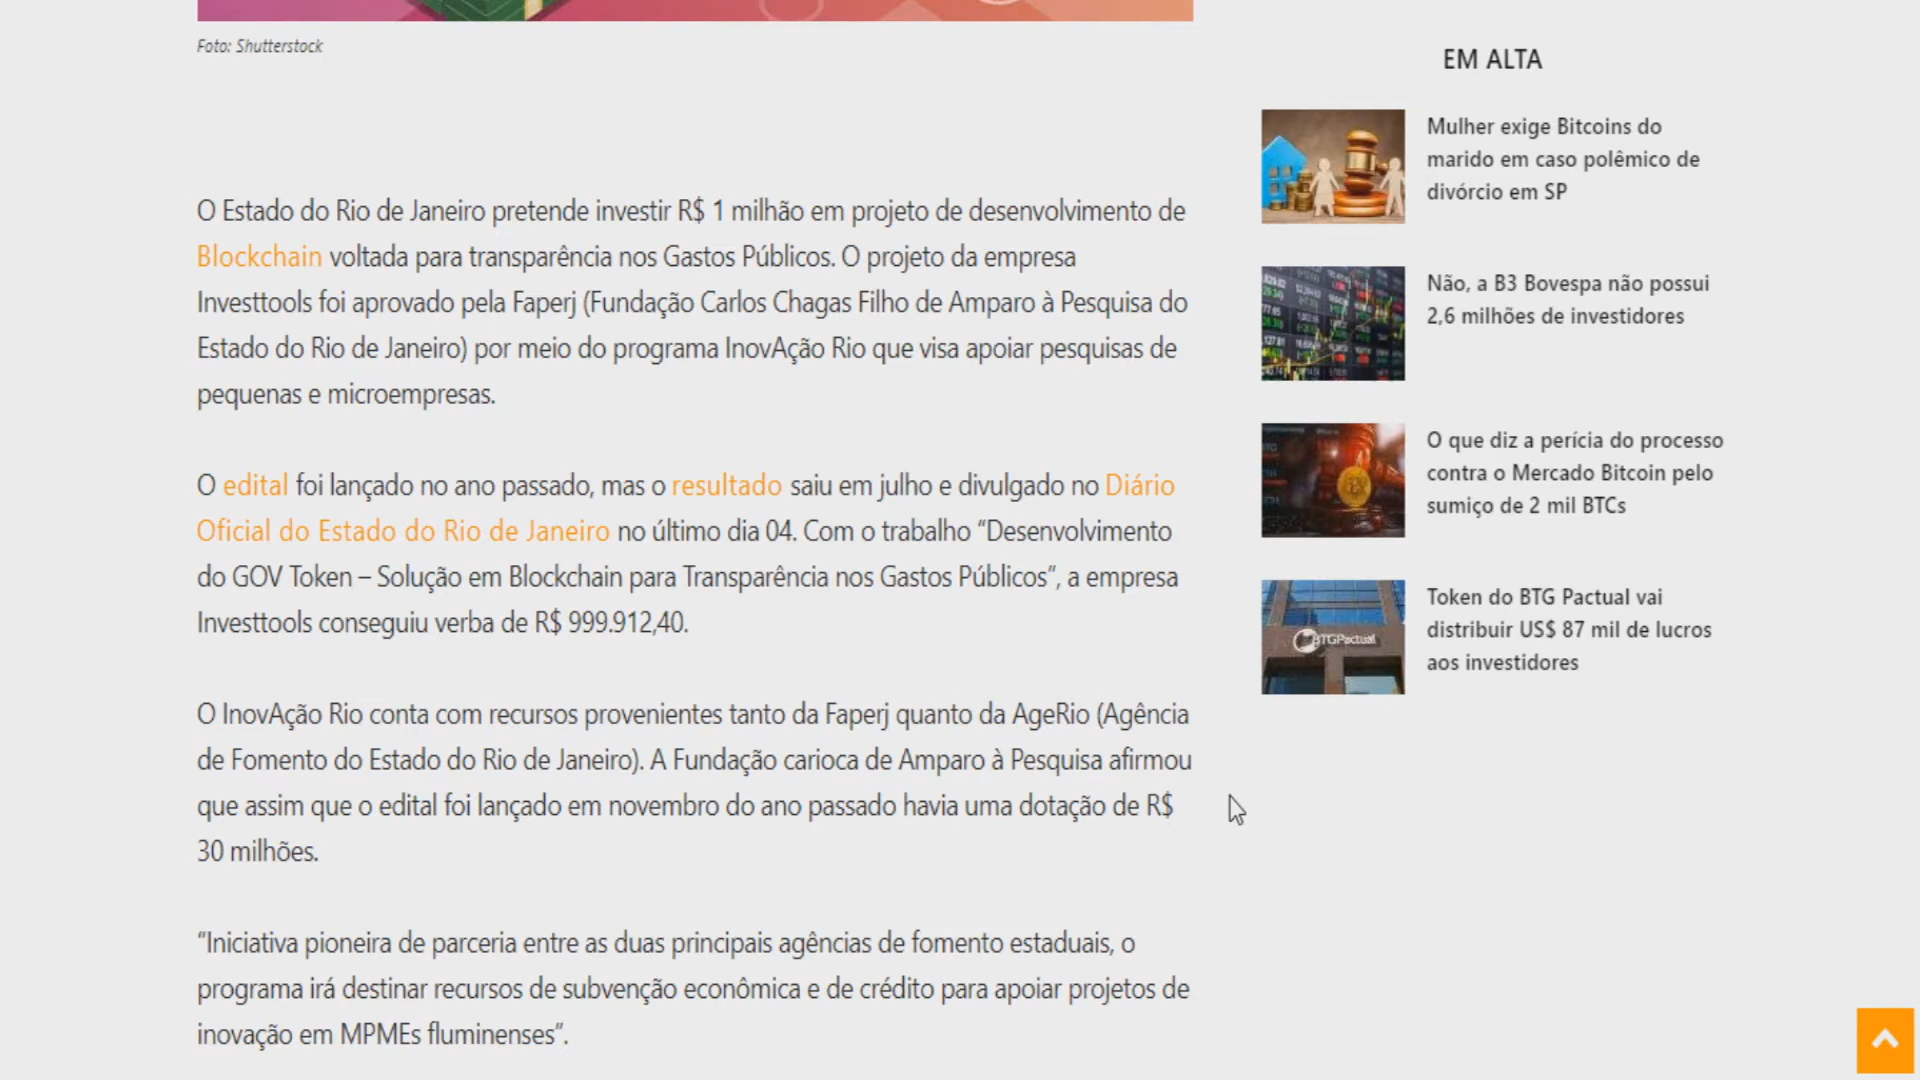 Foto: Shutterstock
O Estado do Rio de Janeiro pretende investir R$ 1 milhão em projeto de desenvolvimento de
Blockchain voltada para transparência nos Gastos Públicos. O projeto da empresa
Investtools foi aprovado pela Faperj (Fundação Carlos Chagas Filho de Amparo à Pesquisa do
Estado do Rio de Janeiro) por meio do programa InovAção Rio que visa apoiar pesquisas de
pequenas e microempresas.
O edital foi lançado no ano passado, mas o resultado saiu em julho e divulgado no Diário
Oficial do Estado do Rio de Janeiro no último dia 04. Com o trabalho “Desenvolvimento
do GOV Token – Solução em Blockchain para Transparência nos Gastos Públicos”, a empresa
Investtools conseguiu verba de R$ 999.912,40.
O InovAção Rio conta com recursos provenientes tanto da Faperj quanto da AgeRio (Agência
de Fomento do Estado do Rio de Janeiro). A Fundação carioca de Amparo à Pesquisa afirmou
que assim que o edital foi lançado em novembro do ano passado havia uma dotação de R$
30 milhões.
“Iniciativa pioneira de parceria entre as duas principais agências de fomento estaduais, o
programa irá destinar recursos de subvenção econômica e de crédito para apoiar projetos de
inovação em MPMEs fluminenses”.
EM ALTA
Mulher exige Bitcoins do
marido em caso polêmico de
divórcio em SP
Não, a B3 Bovespa não possui
2,6 milhões de investidores
O que diz a perícia do processo
contra o Mercado Bitcoin pelo
sumiço de 2 mil BTCs
BTGPactual
Token do BTG Pactual vai
distribuir US$ 87 mil de lucros
aos investidores